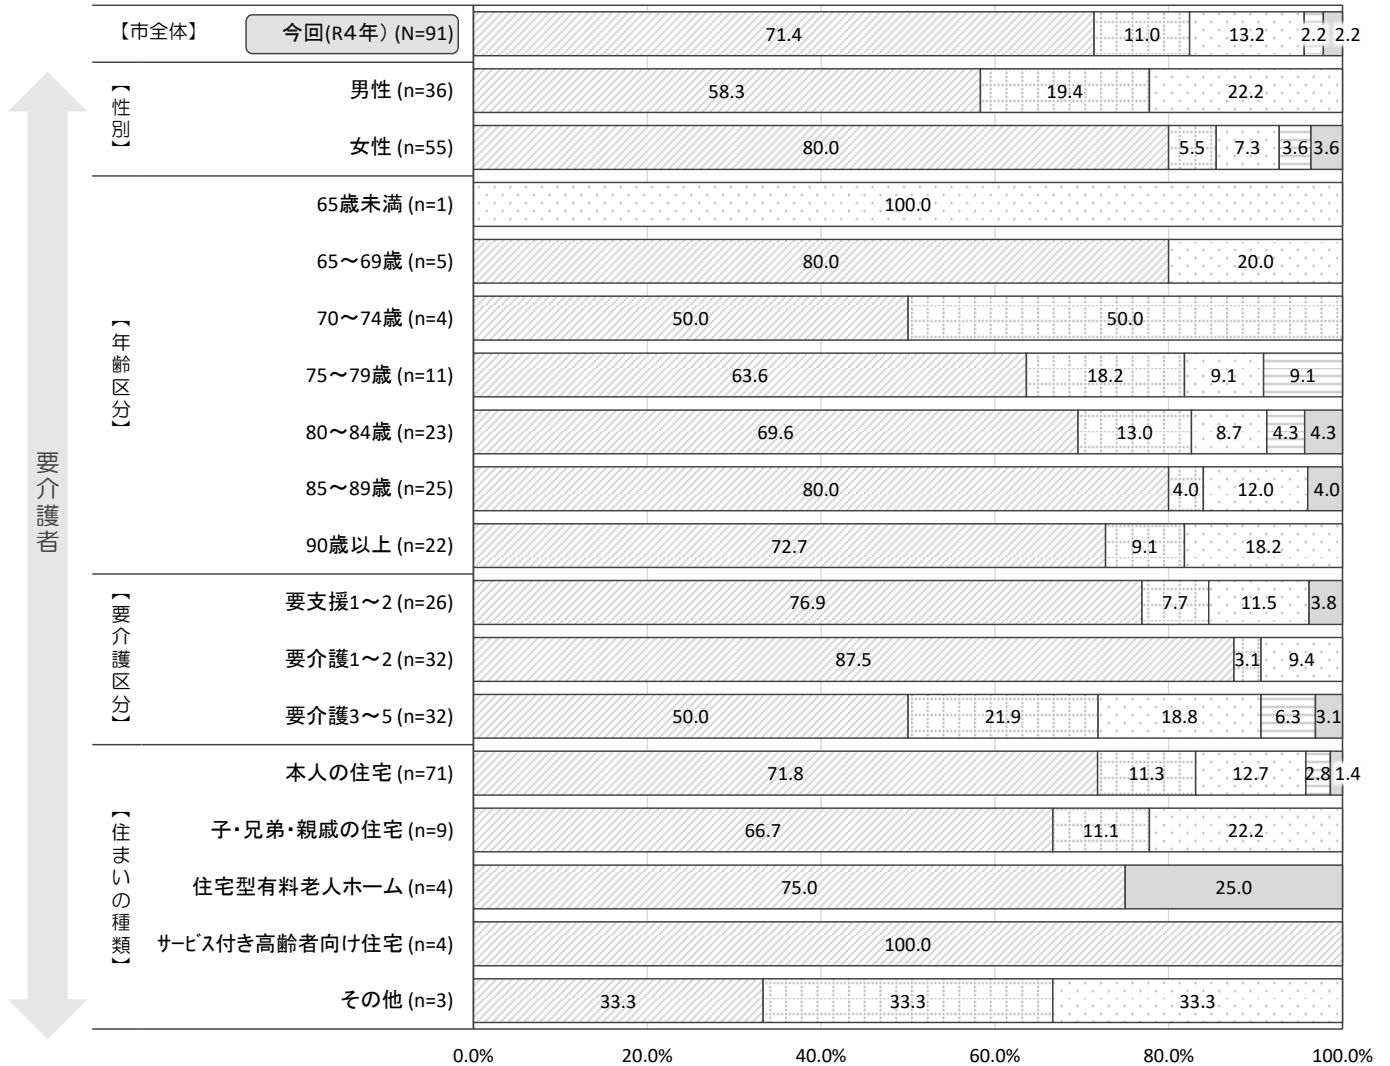 【市全体】 今回(R4年) (N=91) 71.4 11.0 13.2 2.2 2.2
要介護者
【性別】
男性 (n=36) 58.3 19.4 22.2
女性 (n=55) 80.0 5.5 7.3 3.6 3.6
【年齢区分】
65歳未満 (n=1) 100.0
65～69歳 (n=5) 80.0 20.0
70～74歳 (n=4) 50.0 50.0
75～79歳 (n=11) 63.6 18.2 9.1 9.1
80～84歳 (n=23) 69.6 13.0 8.7 4.3 4.3
85～89歳 (n=25) 80.0 4.0 12.0 4.0
90歳以上 (n=22) 72.7 9.1 18.2
【要介護区分】
要支援1～2 (n=26) 76.9 7.7 11.5 3.8
要介護1～2 (n=32) 87.5 3.1 9.4
要介護3～5 (n=32) 50.0 21.9 18.8 6.3 3.1
【住まいの種類】
本人の住宅 (n=71) 71.8 11.3 12.7 2.8 1.4
子・兄弟・親戚の住宅 (n=9) 66.7 11.1 22.2
住宅型有料老人ホーム (n=4) 75.0 25.0
サービス付き高齢者向け住宅 (n=4) 100.0
その他 (n=3) 33.3 33.3 33.3
0.0% 20.0% 40.0% 60.0% 80.0% 100.0%